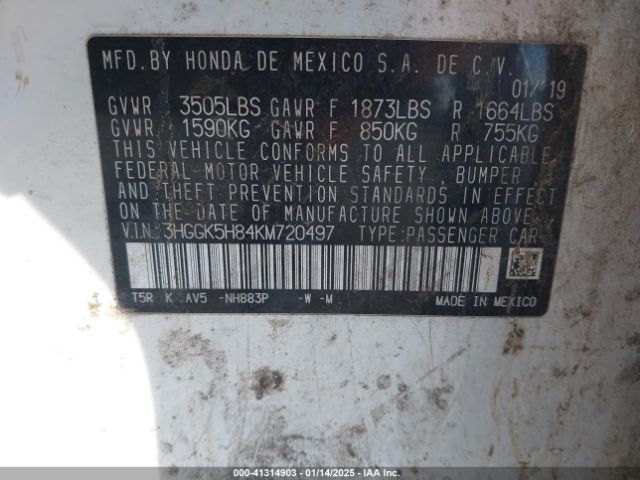 MFD. BY HONDA DE MEXICO S.A. DE C.V.
01/'19
GVWR 3505LBS GAWR F 1873LBS R 1664LBS
GVWR 1590KG GAWR F 850KG R 755KG
THIS VEHICLE CONFORMS TO ALL APPLICABLE
FEDERAL MOTOR VEHICLE SAFETY, BUMPER
AND THEFT PREVENTION STANDARDS IN EFFECT
ON THE DATE OF MANUFACTURE SHOWN ABOVE.
V.I.N.:3HGGK5H84KM720497 TYPE:PASSENGER CAR
T5R K AV5 -NH883P -W -M MADE IN MEXICO
000-41314903 - 01/14/2025 - IAA Inc.